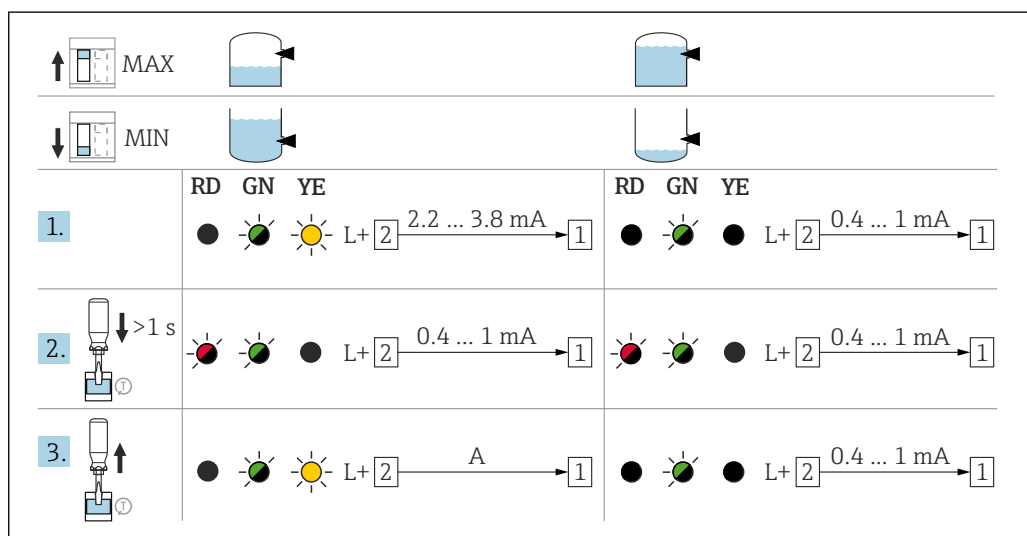 MAX
MIN
RD GN YE RD GN YE
1. L+ 2 2.2 ... 3.8 mA 1 L+ 2 0.4 ... 1 mA 1
2. >1 s T L+ 2 0.4 ... 1 mA 1 L+ 2 0.4 ... 1 mA 1
3. T L+ 2 A 1 L+ 2 0.4 ... 1 mA 1